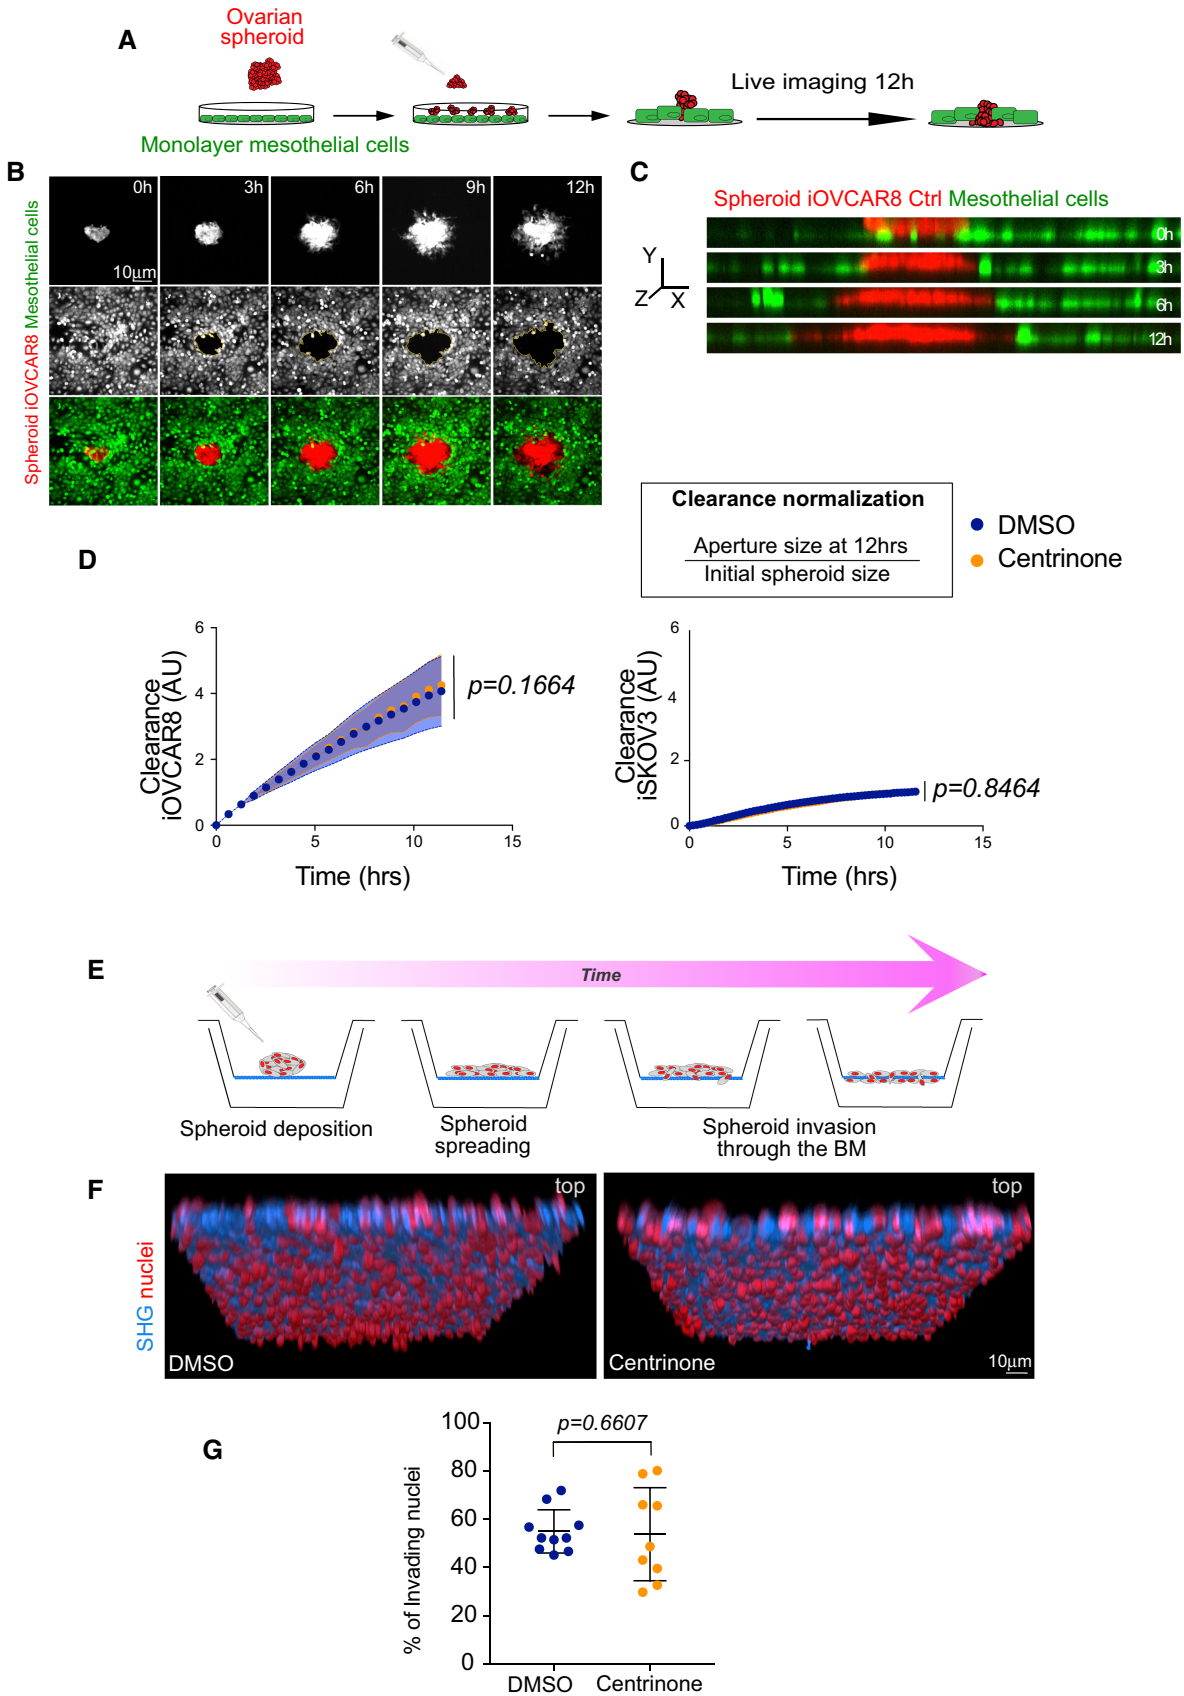 A
Ovarian
spheroid
Live imaging 12h
Monolayer mesothelial cells
B
Spheroid iOVCAR8 Mesothelial cells
0h
3h
6h
9h
12h
10μm
C
Spheroid iOVCAR8 Ctrl Mesothelial cells
Y
Z
X
0h
3h
6h
12h
Clearance normalization
Aperture size at 12hrs
Initial spheroid size
DMSO
Centrinone
D
Clearance
iOVCAR8 (AU)
6
4
2
0
0
5
10
15
Time (hrs)
p=0.1664
Clearance
iSKOV3 (AU)
6
4
2
0
0
5
10
15
Time (hrs)
p=0.8464
E
Time
Spheroid deposition
Spheroid
spreading
Spheroid invasion
through the BM
F
SHG nuclei
top
DMSO
top
Centrinone
10μm
G
% of Invading nuclei
100
80
60
40
20
0
p=0.6607
DMSO
Centrinone